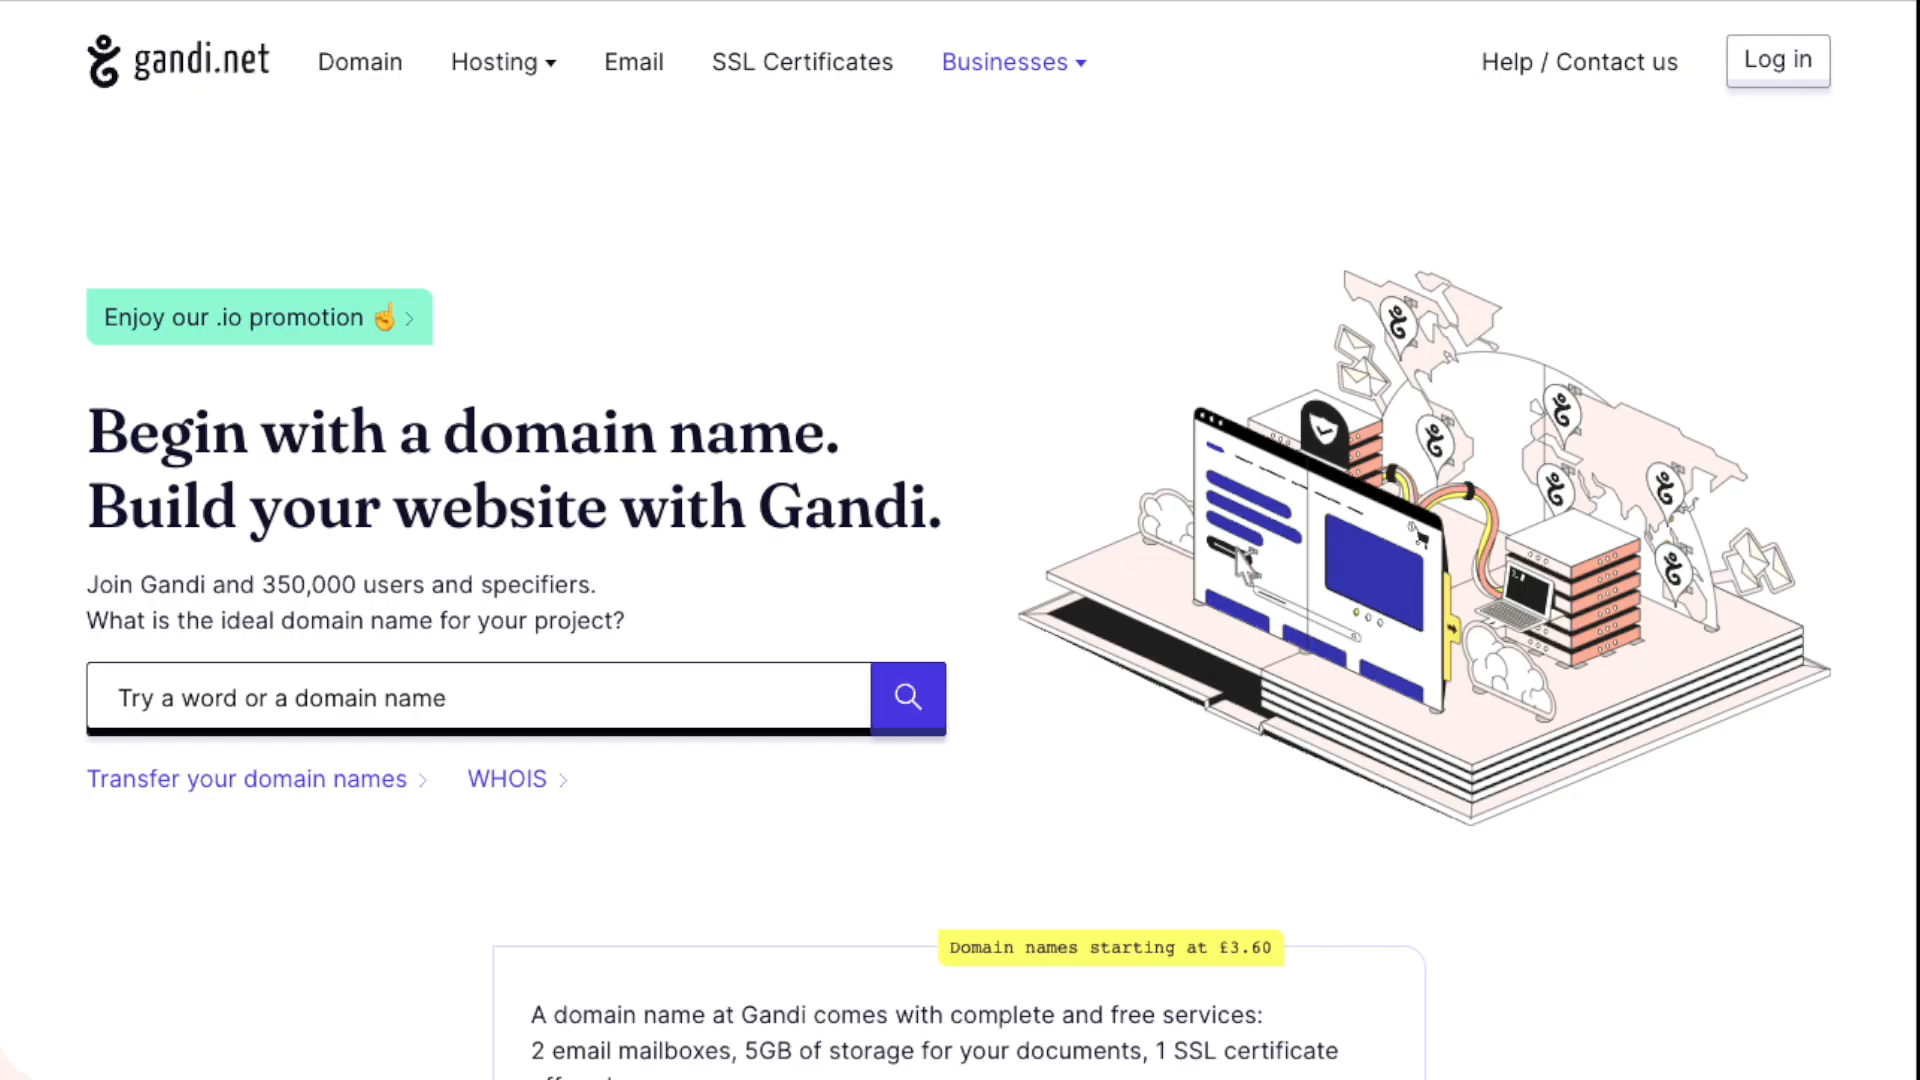 gandi.net
Domain
Hosting
Email
SSL Certificates
Businesses
Help / Contact us
Log in
Enjoy our .io promotion
Begin with a domain name.
Build your website with Gandi.
Join Gandi and 350,000 users and specifiers.
What is the ideal domain name for your project?
Try a word or a domain name
Transfer your domain names
WHOIS
Domain names starting at £3.60
A domain name at Gandi comes with complete and free services:
2 email mailboxes, 5GB of storage for your documents, 1 SSL certificate